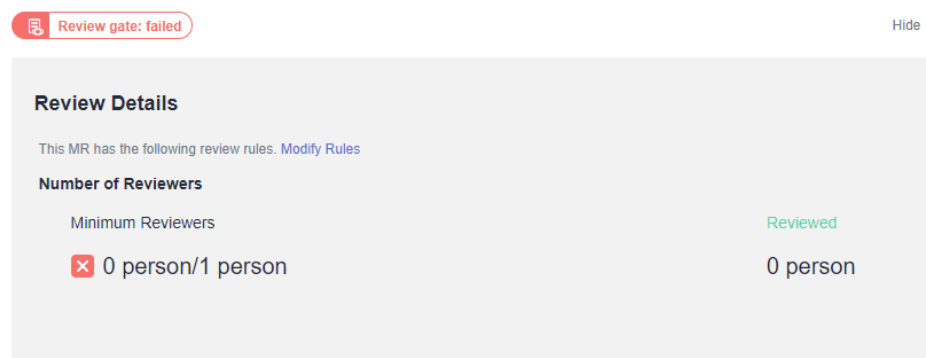 Review gate: failed
Hide
Review Details
This MR has the following review rules. Modify Rules
Number of Reviewers
Minimum Reviewers
Reviewed
0 person/1 person
0 person